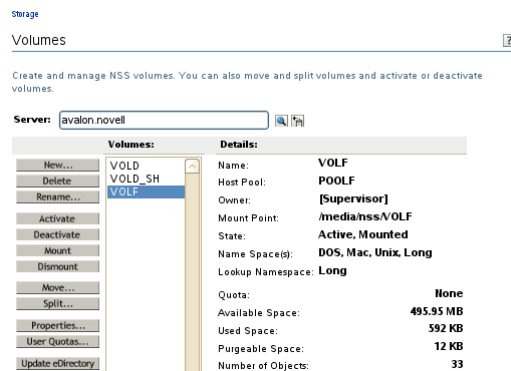 Storage
Volumes
?
Create and manage NSS volumes. You can also move and split volumes and activate or deactivate
volumes.
Server: avalon.novell
Volumes: Details:
New...
Delete
Rename...
Activate
Deactivate
Mount
Dismount
Move...
Split...
Properties...
User Quotas...
Update eDirectory
VOLD
VOLD_SH
VOLF
Name: VOLF
Host Pool: POOLF
Owner: [Supervisor]
Mount Point: /media/nss/VOLF
State: Active, Mounted
Name Space(s): DOS, Mac, Unix, Long
Lookup Namespace: Long
Quota: None
Available Space: 495.95 MB
Used Space: 592 KB
Purgeable Space: 12 KB
Number of Objects: 33